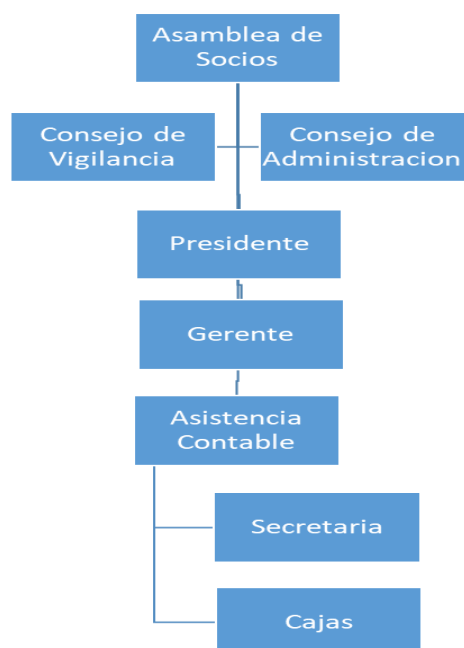 Asamblea de
Socios
Consejo de
Vigilancia
Consejo de
Administracion
Presidente
Gerente
Asistencia
Contable
Secretaria
Cajas